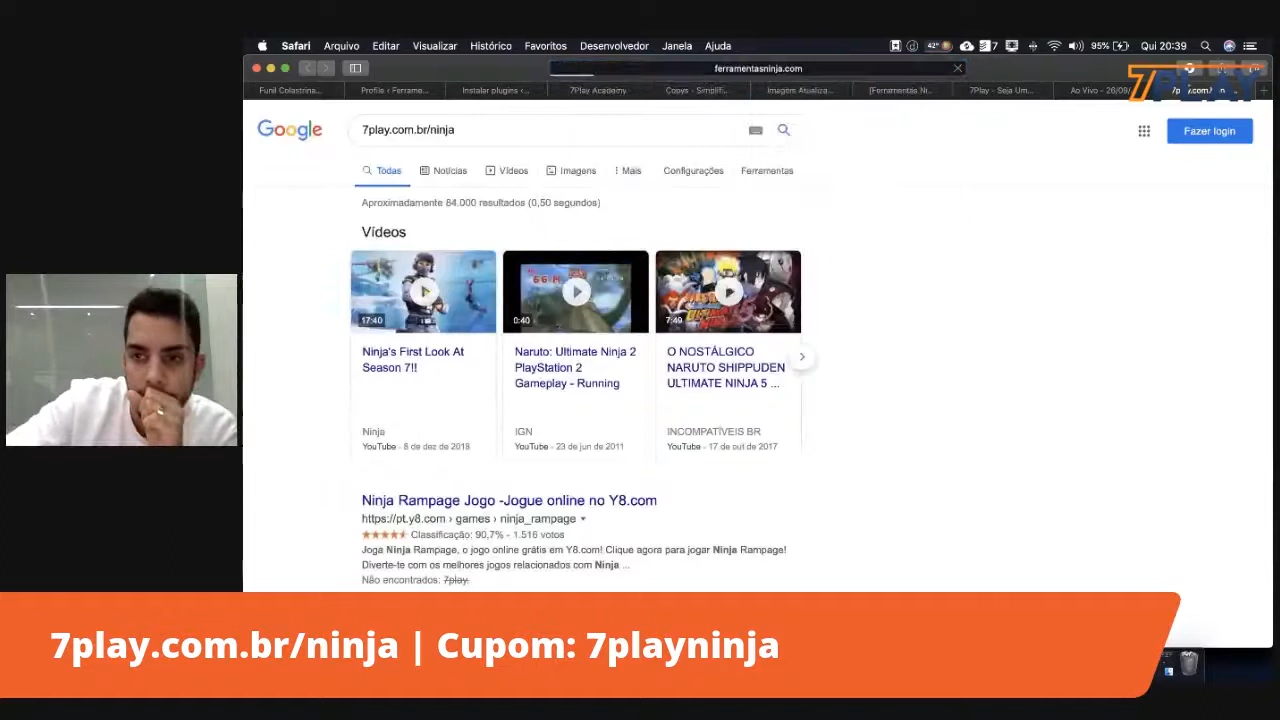 Safari Arquivo Editar Visualizar Histórico Favoritos Desenvolvedor Janela Ajuda
42° 7 95% Qui 20:39
ferramentasninja.com
Funil Colastrina... Profile ‹ Ferrame... Instalar plugins ‹... 7Play Academy Copys - Simplifi... Imagem Atualiza... [Ferramentas Ni... 7Play - Seja Um... Ao Vivo - 26/09/
7PLAY
Google
7play.com.br/ninja
Fazer login
Todas Notícias Vídeos Imagens Mais Configurações Ferramentas
Aproximadamente 84.000 resultados (0,50 segundos)
Vídeos
17:40
0:40
7:49
Ninja's First Look At
Season 7!!
Ninja
YouTube - 8 de dez de 2018
Naruto: Ultimate Ninja 2
PlayStation 2
Gameplay - Running
IGN
YouTube - 23 de jun de 2011
O NOSTÁLGICO
NARUTO SHIPPUDEN
ULTIMATE NINJA 5 ...
INCOMPATÍVEIS BR
YouTube - 17 de out de 2017
Ninja Rampage Jogo -Jogue online no Y8.com
https://pt.y8.com › games › ninja_rampage
Classificação: 90,7% - 1.516 votos
Joga Ninja Rampage, o jogo online grátis em Y8.com! Clique agora para jogar Ninja Rampage!
Diverte-te com os melhores jogos relacionados com Ninja ...
Não encontrados: 7play.
7play.com.br/ninja | Cupom: 7playninja